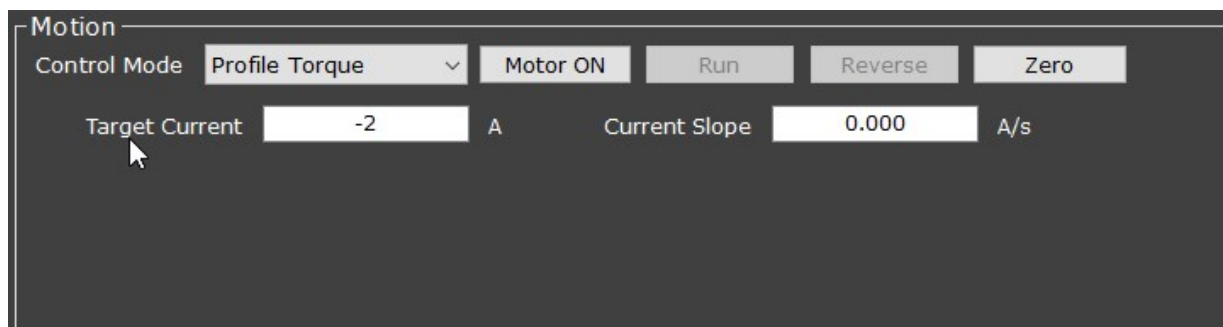 Motion
Control Mode Profile Torque Motor ON Run Reverse Zero
Target Current -2 A Current Slope 0.000 A/s